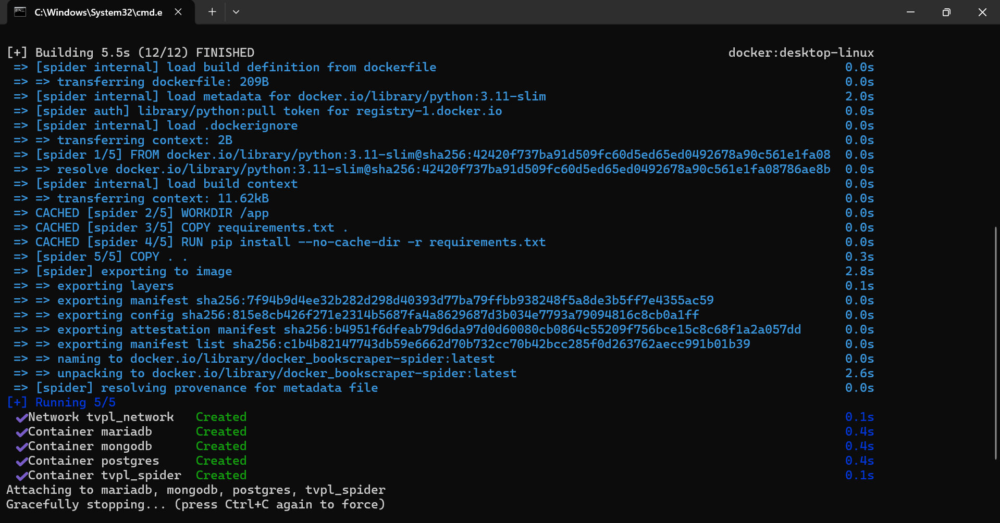 C:\Windows\System32\cmd.e
[+] Building 5.5s (12/12) FINISHED docker:desktop-linux
=> [spider internal] load build definition from dockerfile 0.0s
=> => transferring dockerfile: 209B 0.0s
=> [spider internal] load metadata for docker.io/library/python:3.11-slim 2.0s
=> [spider auth] library/python:pull token for registry-1.docker.io 0.0s
=> [spider internal] load .dockerignore 0.0s
=> => transferring context: 2B 0.0s
=> [spider 1/5] FROM docker.io/library/python:3.11-slim@sha256:42420f737ba91d509fc60d5ed65ed0492678a90c561e1fa08 0.0s
=> => resolve docker.io/library/python:3.11-slim@sha256:42420f737ba91d509fc60d5ed65ed0492678a90c561e1fa08786ae8b 0.0s
=> [spider internal] load build context 0.0s
=> => transferring context: 11.62kB 0.0s
=> CACHED [spider 2/5] WORKDIR /app 0.0s
=> CACHED [spider 3/5] COPY requirements.txt . 0.0s
=> CACHED [spider 4/5] RUN pip install --no-cache-dir -r requirements.txt 0.0s
=> [spider 5/5] COPY . . 0.3s
=> [spider] exporting to image 2.8s
=> => exporting layers 0.1s
=> => exporting manifest sha256:7f94b9d4ee32b282d298d40393d77ba79ffbb938248f5a8de3b5ff7e4355ac59 0.0s
=> => exporting config sha256:815e8cb426f271e2314b5687fa4a8629687d3b034e7793a79094816c8cb0a1ff 0.0s
=> => exporting attestation manifest sha256:b4951f6dfeab79d6da97d0d60080cb0864c55209f756bce15c8c68f1a2a057dd 0.0s
=> => exporting manifest list sha256:c1b4b82147743db59e6662d70b732cc70b42bcc285f0d263762aecc991b01b39 0.0s
=> => naming to docker.io/library/docker_bookscraper-spider:latest 0.0s
=> => unpacking to docker.io/library/docker_bookscraper-spider:latest 2.6s
=> [spider] resolving provenance for metadata file 0.0s
[+] Running 5/5
✔Network tvpl_network Created 0.1s
✔Container mariadb Created 0.4s
✔Container mongodb Created 0.4s
✔Container postgres Created 0.4s
✔Container tvpl_spider Created 0.1s
Attaching to mariadb, mongodb, postgres, tvpl_spider
Gracefully stopping... (press Ctrl+C again to force)